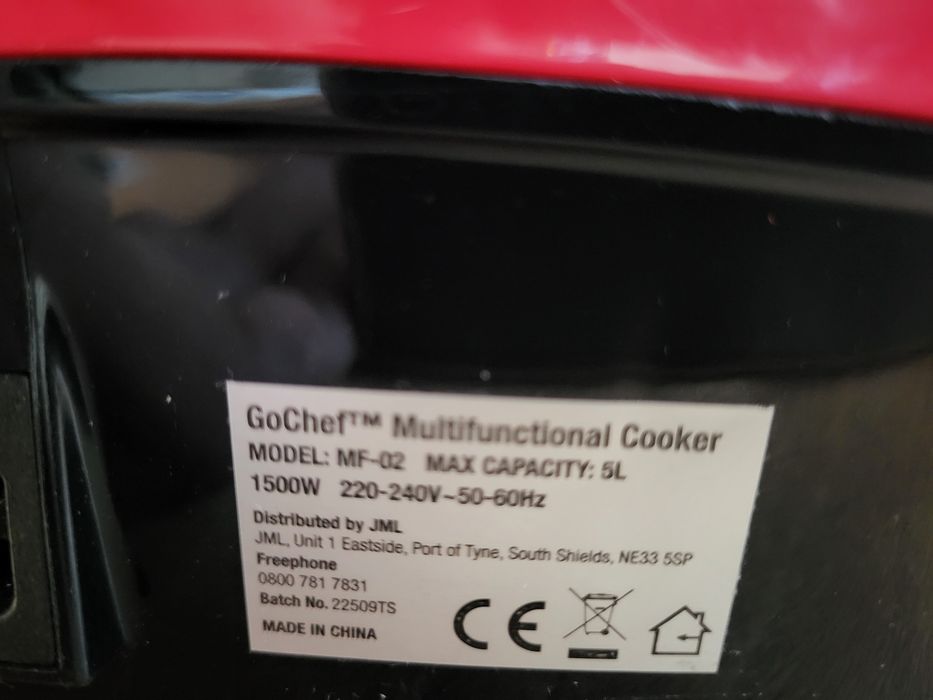 GoChef™ Multifunctional Cooker
MODEL: MF-02 MAX CAPACITY: 5L
1500W 220-240V~50-60Hz
Distributed by JML
JML, Unit 1 Eastside, Port of Tyne, South Shields, NE33 5SP
Freephone
0800 781 7831
Batch No. 22509TS
MADE IN CHINA
CE